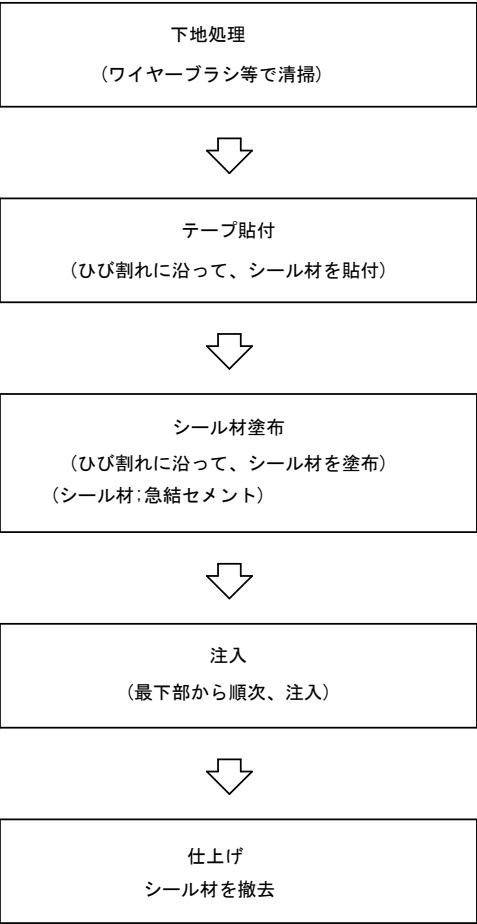 下地処理
（ワイヤーブラシ等で清掃）
テープ貼付
（ひび割れに沿って、シール材を貼付）
シール材塗布
（ひび割れに沿って、シール材を塗布）
（シール材：急結セメント）
注入
（最下部から順次、注入）
仕上げ
シール材を撤去